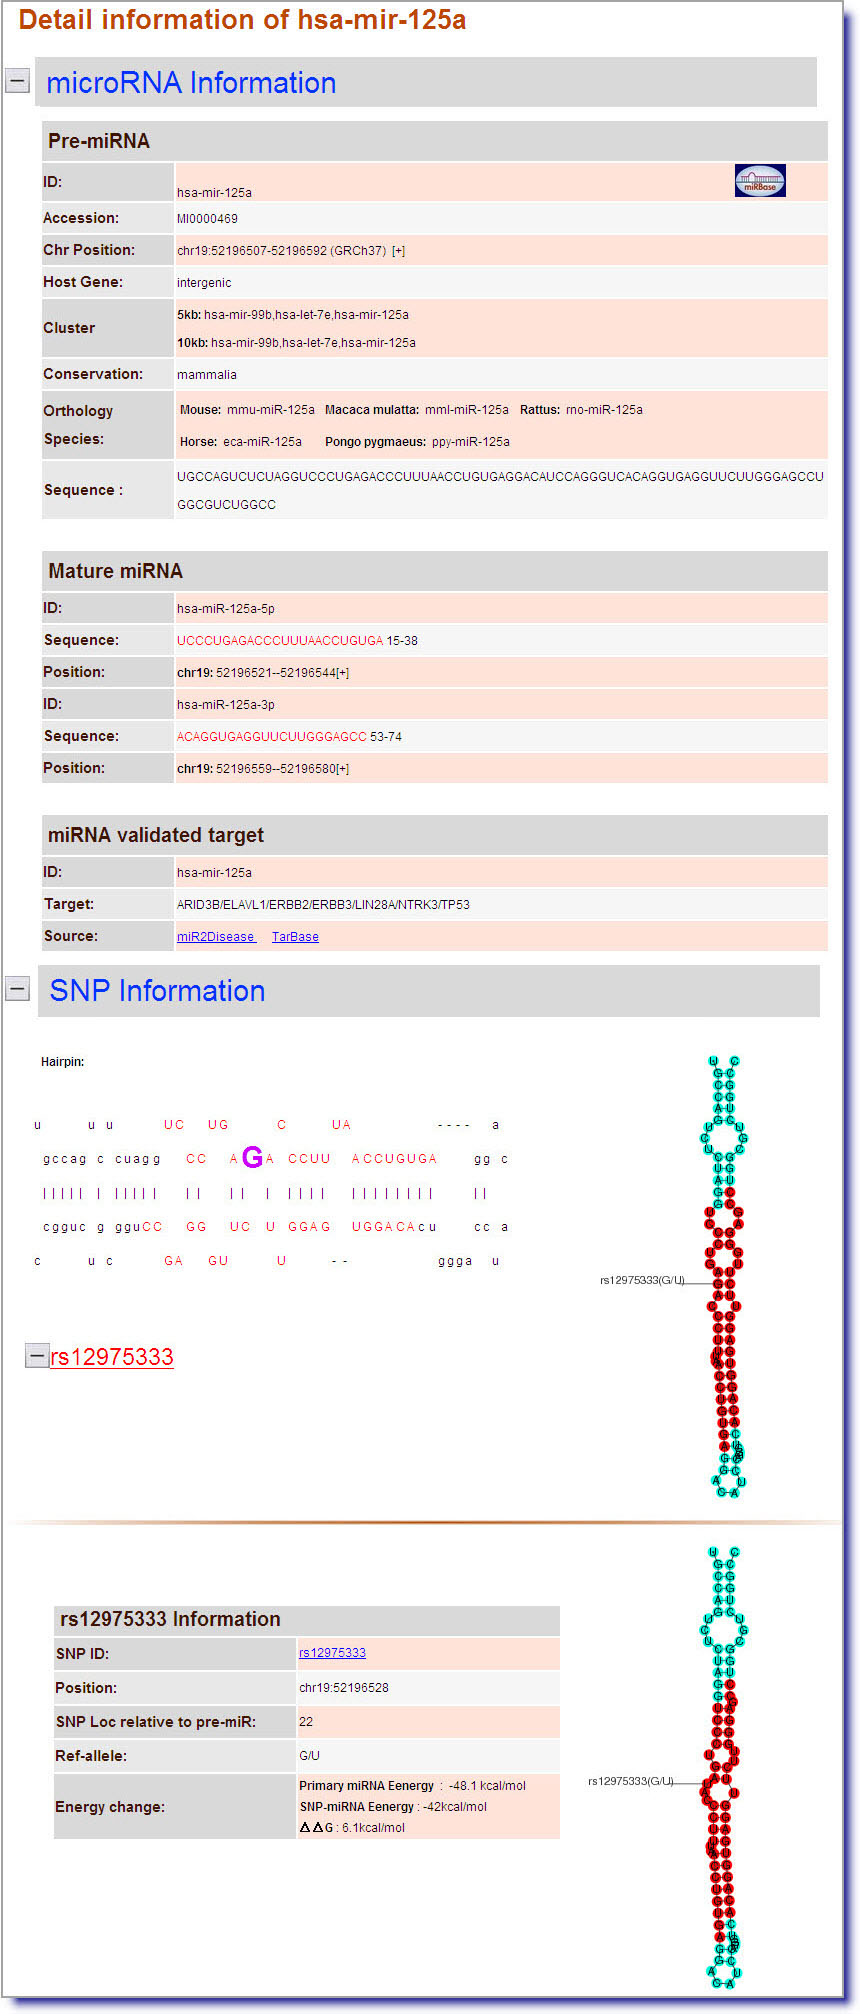 Detail information of hsa-mir-125a
microRNA Information
Pre-miRNA
ID: hsa-mir-125a miRBase
Accession: MI0000469
Chr Position: chr19:52196507-52196592 (GRCh37) [+]
Host Gene: intergenic
Cluster 5kb: hsa-mir-99b,hsa-let-7e,hsa-mir-125a
10kb: hsa-mir-99b,hsa-let-7e,hsa-mir-125a
Conservation: mammalia
Orthology Species: Mouse: mmu-miR-125a Macaca mulatta: mml-miR-125a Rattus: rno-miR-125a
Horse: eca-miR-125a Pongo pygmaeus: ppy-miR-125a
Sequence : UGCCAGUCUCUAGGUCCCUGAGACCCUUUAACCUGUGAGGACAUCCAGGGUCACAGGUGAGGUUCUUGGGAGCCU
GGCGUCUGGCC
Mature miRNA
ID: hsa-miR-125a-5p
Sequence: UCCCUGAGACCCUUUAACCUGUGA 15-38
Position: chr19: 52196521--52196544[+]
ID: hsa-miR-125a-3p
Sequence: ACAGGUGAGGUUCUUGGGAGCC 53-74
Position: chr19: 52196559--52196580[+]
miRNA validated target
ID: hsa-mir-125a
Target: ARID3B/ELAVL1/ERBB2/ERBB3/LIN28A/NTRK3/TP53
Source: miR2Disease TarBase
SNP Information
Hairpin:
u u u UC UG C UA ---- a
gccag c cuagg CC A G A CCUU ACCUGUGA gg c
||||| | ||||| || || | |||| |||||||| ||
cgguc g gguCC GG UC U GGAG UGGACAcu cc a
c u c GA GU U -- ggga u
rs12975333(G/U)
rs12975333
rs12975333 Information
SNP ID: rs12975333
Position: chr19:52196528
SNP Loc relative to pre-miR: 22
Ref-allele: G/U
Energy change: Primary miRNA Eenergy : -48.1 kcal/mol
SNP-miRNA Eenergy : -42kcal/mol
ΔΔG : 6.1kcal/mol
rs12975333(G/U)